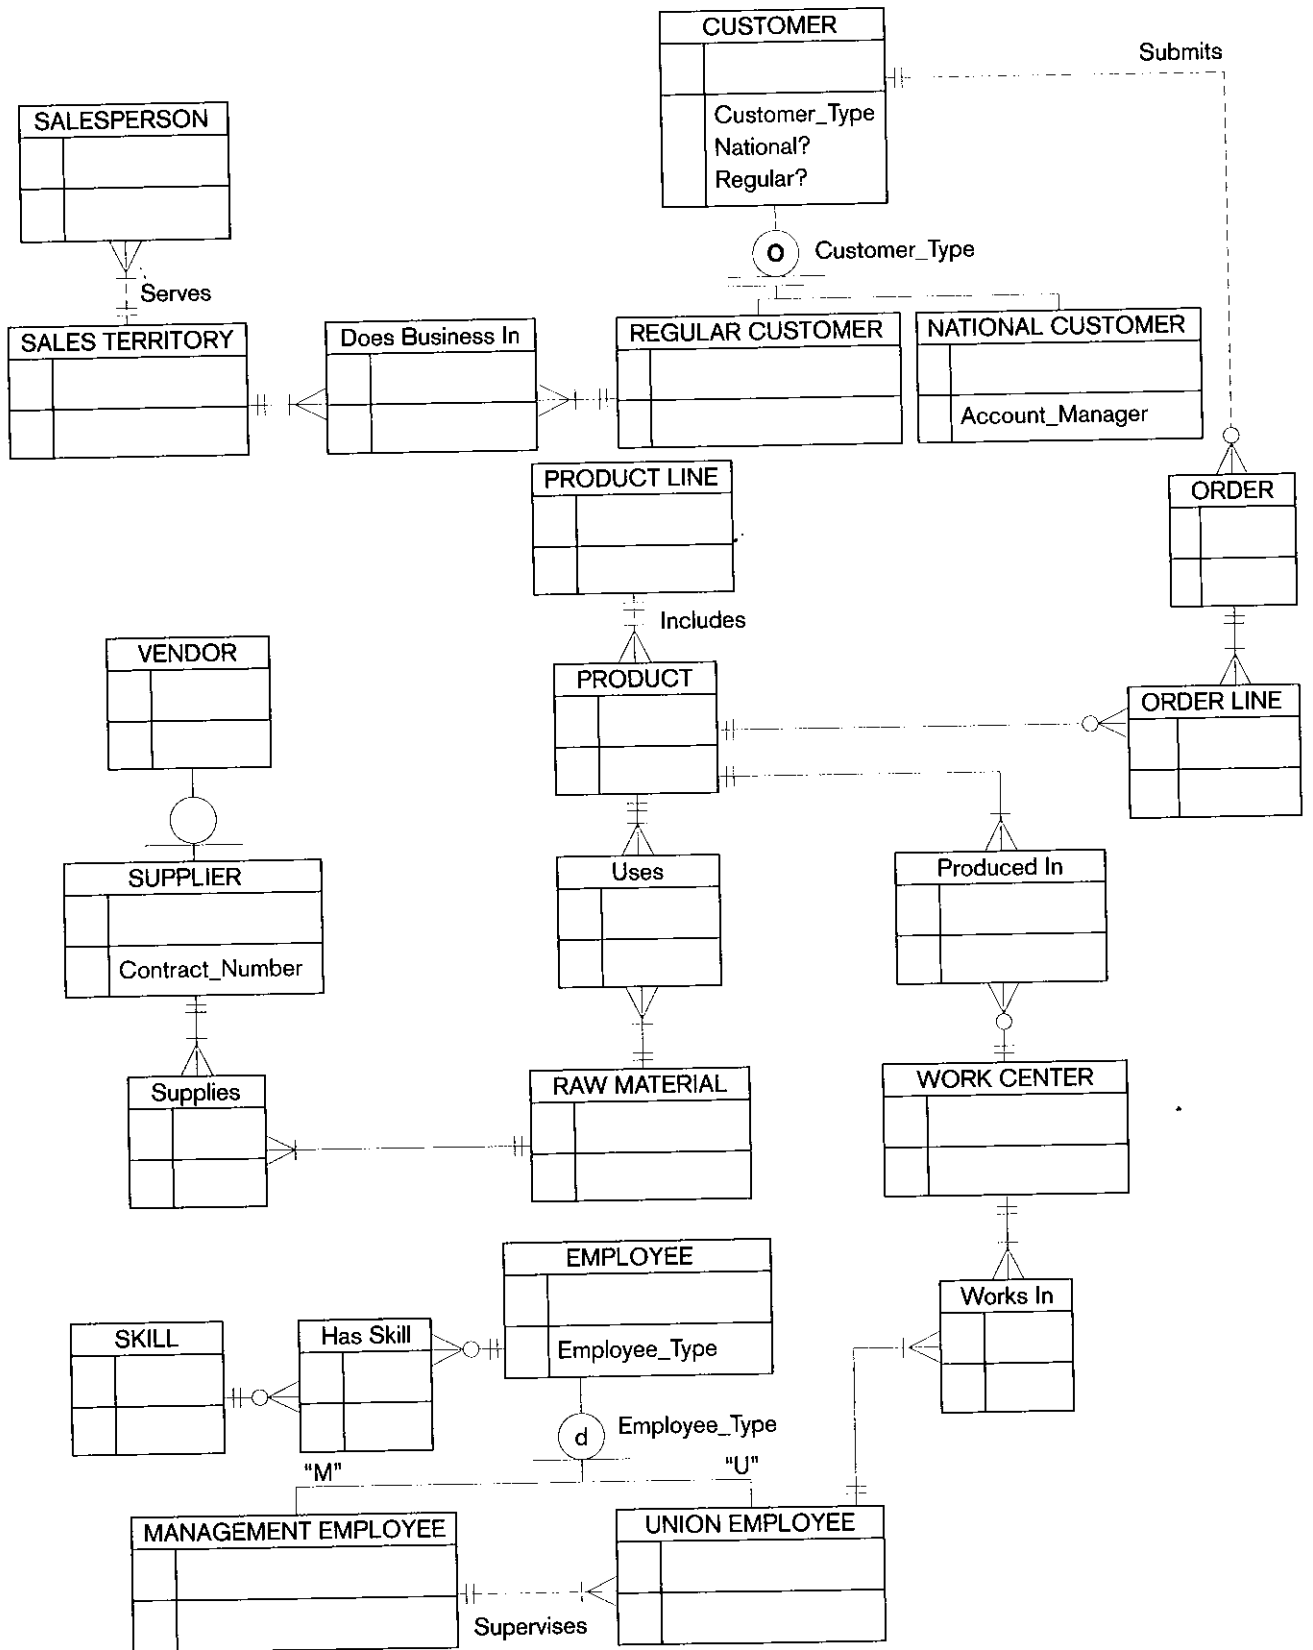 CUSTOMER
Submits
Customer_Type
National?
Regular?
SALESPERSON
O
Customer_Type
Serves
SALES TERRITORY
Does Business In
REGULAR CUSTOMER
NATIONAL CUSTOMER
Account_Manager
PRODUCT LINE
ORDER
Includes
VENDOR
PRODUCT
ORDER LINE
SUPPLIER
Uses
Produced In
Contract_Number
Supplies
RAW MATERIAL
WORK CENTER
EMPLOYEE
Works In
SKILL
Has Skill
Employee_Type
d
Employee_Type
"M"
"U"
MANAGEMENT EMPLOYEE
UNION EMPLOYEE
Supervises